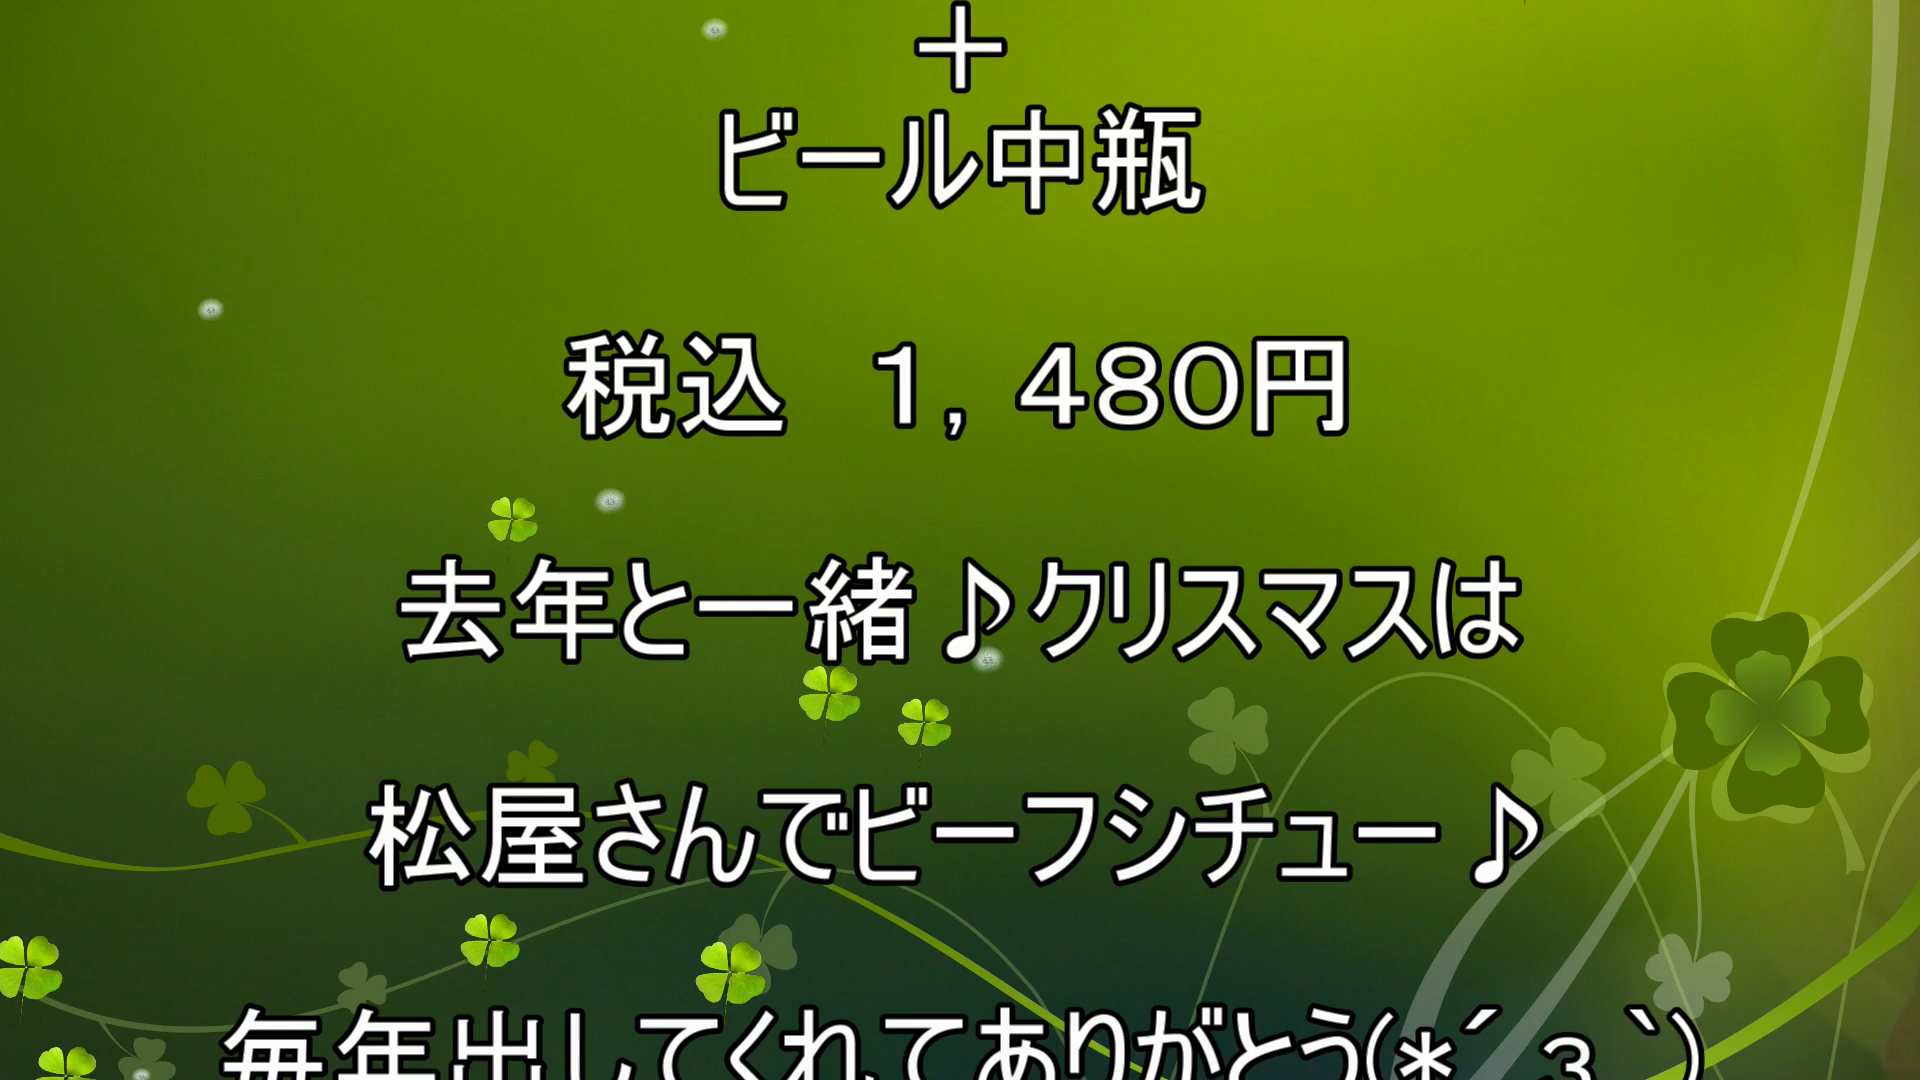 ＋
ビール中瓶
税込　１，４８０円
去年と一緒♪クリスマスは
松屋さんでビーフシチュー♪
毎年出してくれてありがとう(*´ з｀)